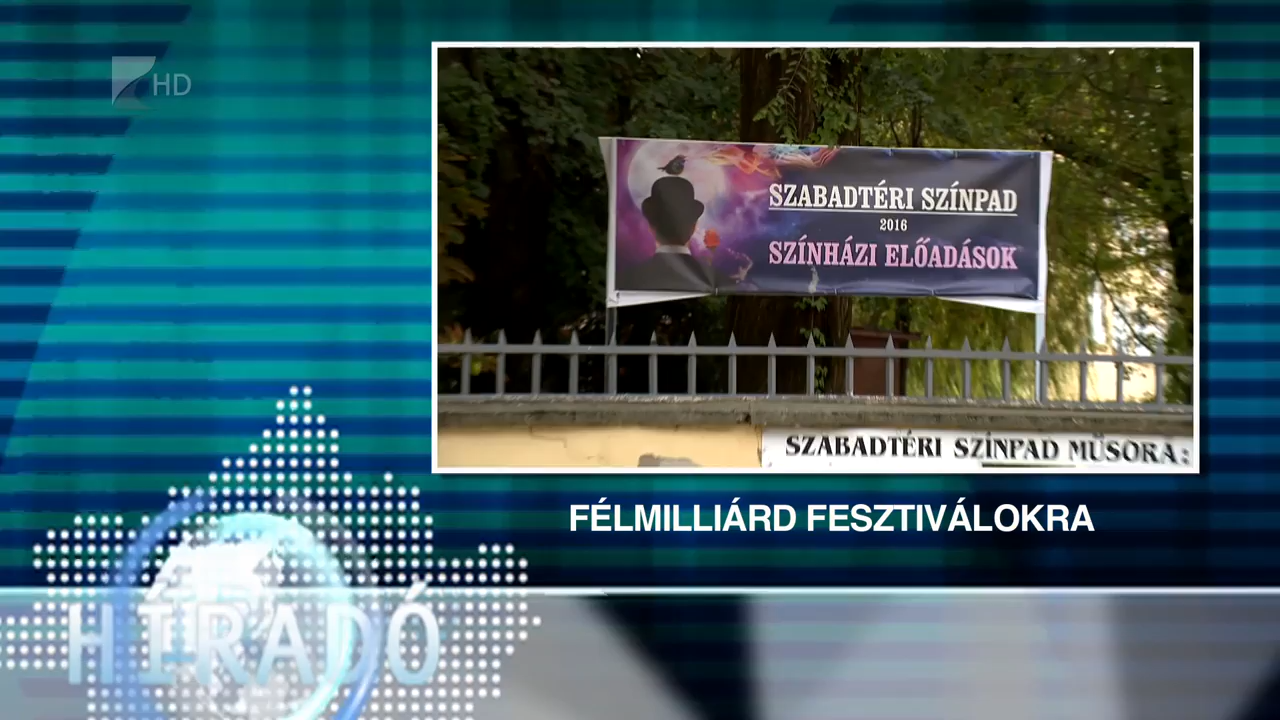 HD
SZABADTÉRI SZÍNPAD
2016
SZÍNHÁZI ELŐADÁSOK
SZABADTÉRI SZÍNPAD MŰSORA:
FÉLMILLIÁRD FESZTIVÁLOKRA
HÍRADÓ